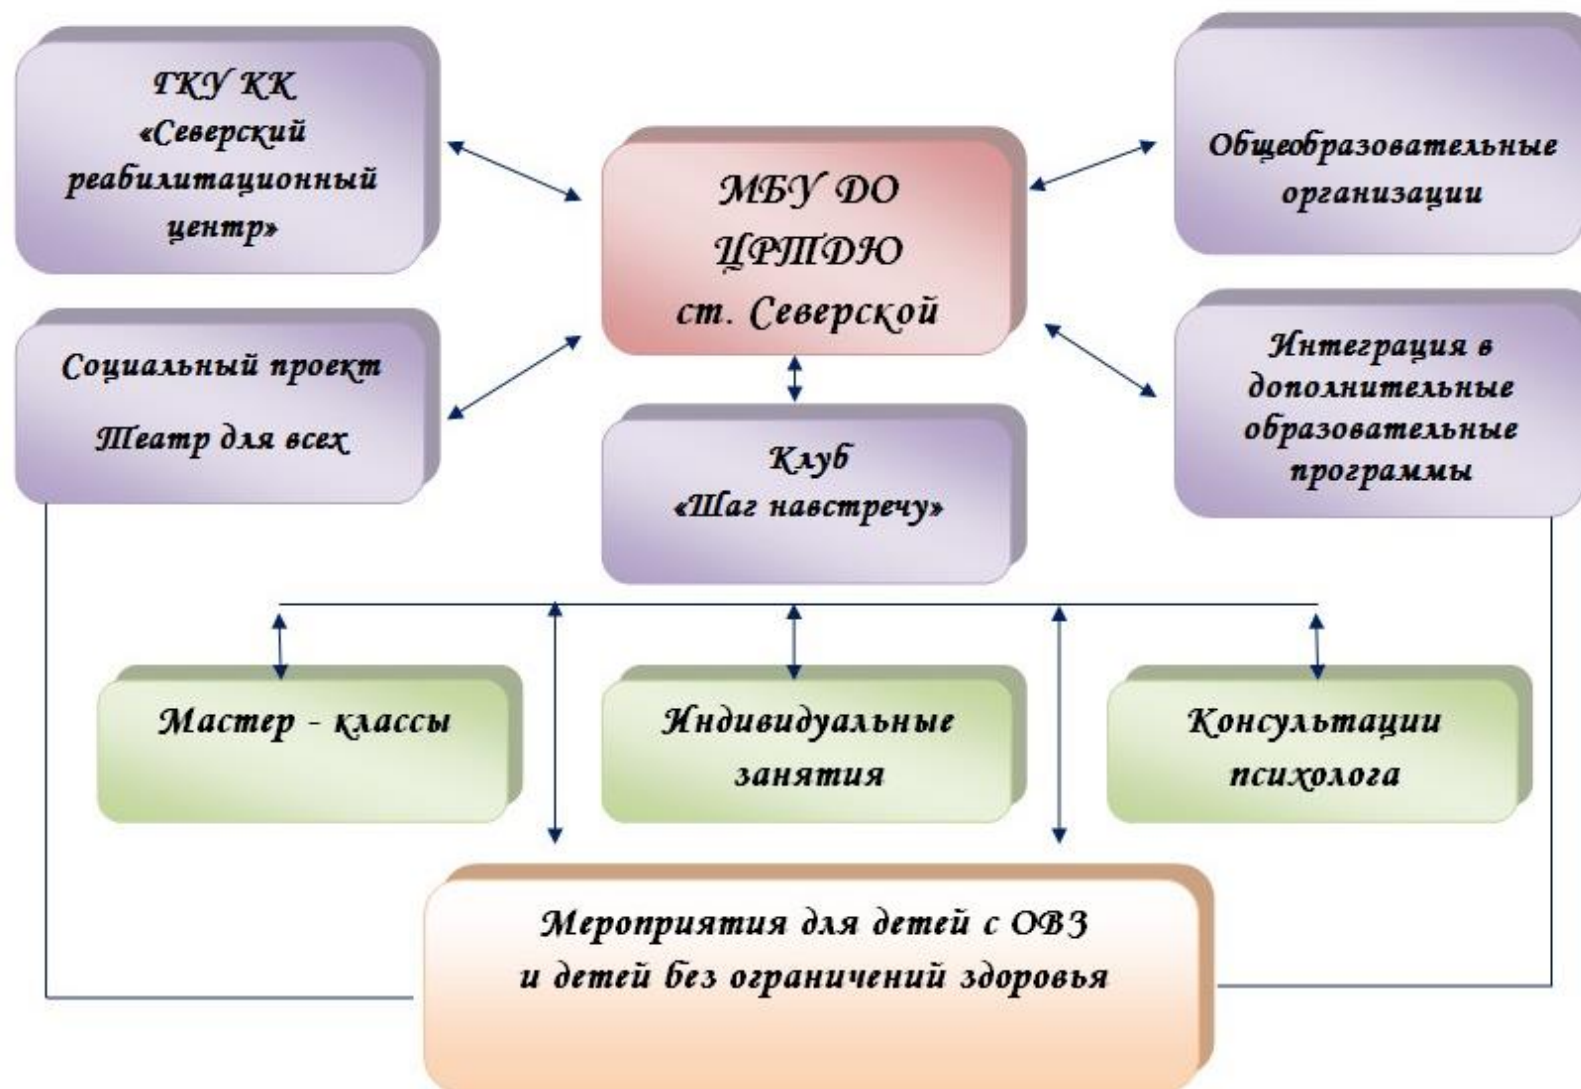 ГКУ КК
«Северский
реабилитационный
центр»
МБУ ДО
ЦРТДЮ
ст. Северской
Общеобразовательные
организации
Социальный проект
Театр для всех
Клуб
«Шаг навстречу»
Интеграция в
дополнительные
образовательные
программы
Мастер - классы
Индивидуальные
занятия
Консультации
психолога
Мероприятия для детей с ОВЗ
и детей без ограничений здоровья